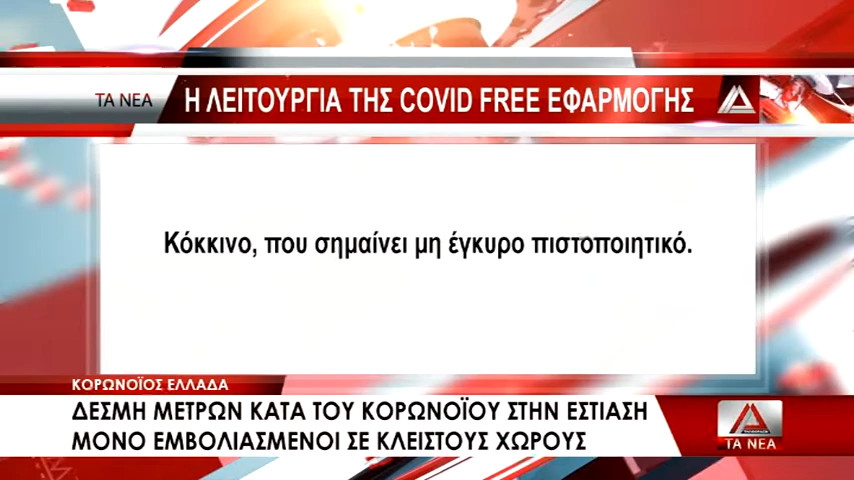 ΤΑ ΝΕΑ
Η ΛΕΙΤΟΥΡΓΙΑ ΤΗΣ COVID FREE ΕΦΑΡΜΟΓΗΣ
Κόκκινο, που σημαίνει μη έγκυρο πιστοποιητικό.
ΚΟΡΩΝΟΪΟΣ ΕΛΛΑΔΑ
ΔΕΣΜΗ ΜΕΤΡΩΝ ΚΑΤΑ ΤΟΥ ΚΟΡΩΝΟΪΟΥ ΣΤΗΝ ΕΣΤΙΑΣΗ
ΜΟΝΟ ΕΜΒΟΛΙΑΣΜΕΝΟΙ ΣΕ ΚΛΕΙΣΤΟΥΣ ΧΩΡΟΥΣ
ΤΑ ΝΕΑ